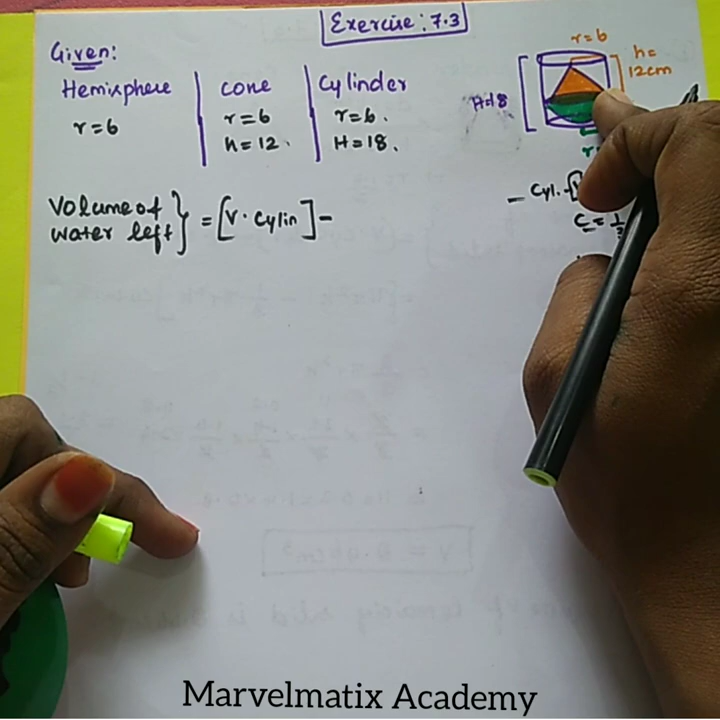 Exercise: 7.3
Given:
Hemisphere
r=6
cone
r=6
h=12
Cylinder
r=6.
H=18.
r=6
h=
12cm
H=18
Volume of
water left } = [V. Cylin] -
- Cyl.
Marvelmatix Academy